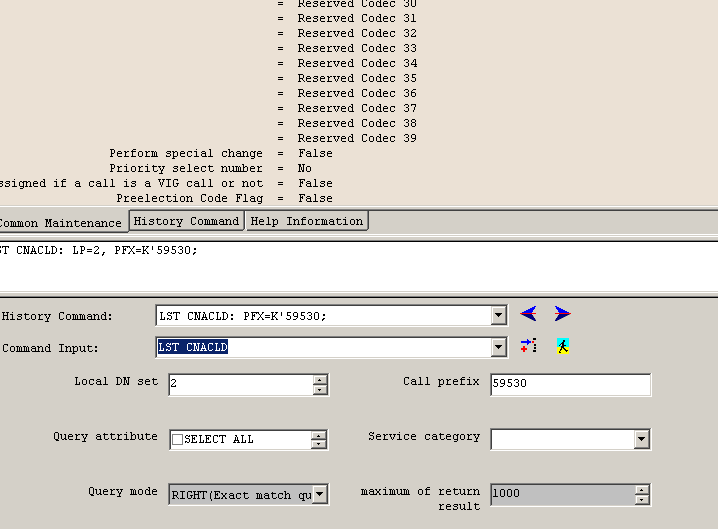 = Reserved Codec 30
= Reserved Codec 31
= Reserved Codec 32
= Reserved Codec 33
= Reserved Codec 34
= Reserved Codec 35
= Reserved Codec 36
= Reserved Codec 37
= Reserved Codec 38
= Reserved Codec 39
Perform special change = False
Priority select number = No
ssigned if a call is a VIG call or not = False
Preelection Code Flag = False
Common Maintenance History Command Help Information
ST CNACLD: LP=2, PFX=K'59530;
History Command: LST CNACLD: PFX=K'59530;
Command Input: LST CNACLD
Local DN set 2 Call prefix 59530
Query attribute SELECT ALL Service category
Query mode RIGHT(Exact match qu maximum of return result 1000